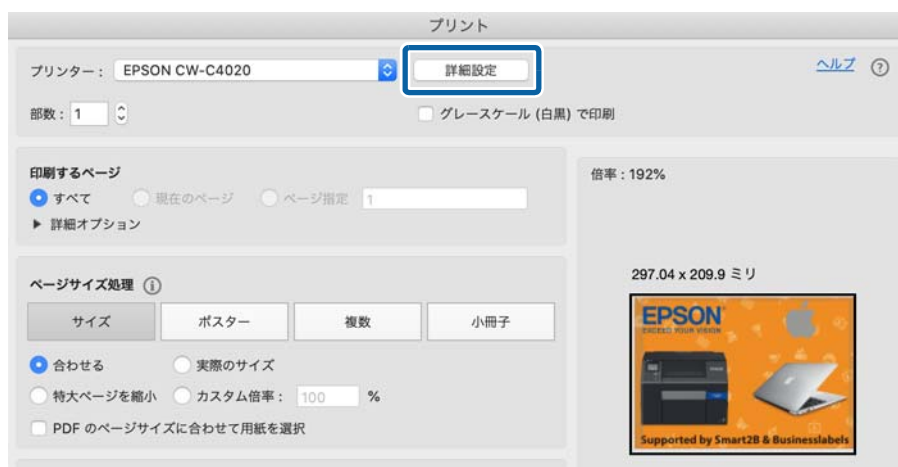 プリント
プリンター： EPSON CW-C4020 詳細設定 ヘルプ ?
部数：1 グレースケール (白黒) で印刷
印刷するページ
すべて 現在のページ ページ指定 1
詳細オプション
倍率：192%
ページサイズ処理 i
サイズ ポスター 複数 小冊子
合わせる 実際のサイズ
特大ページを縮小 カスタム倍率： 100 %
PDF のページサイズに合わせて用紙を選択
297.04 x 209.9 ミリ
EPSON
EXCEED YOUR VISION
Supported by Smart2B & Businesslabels